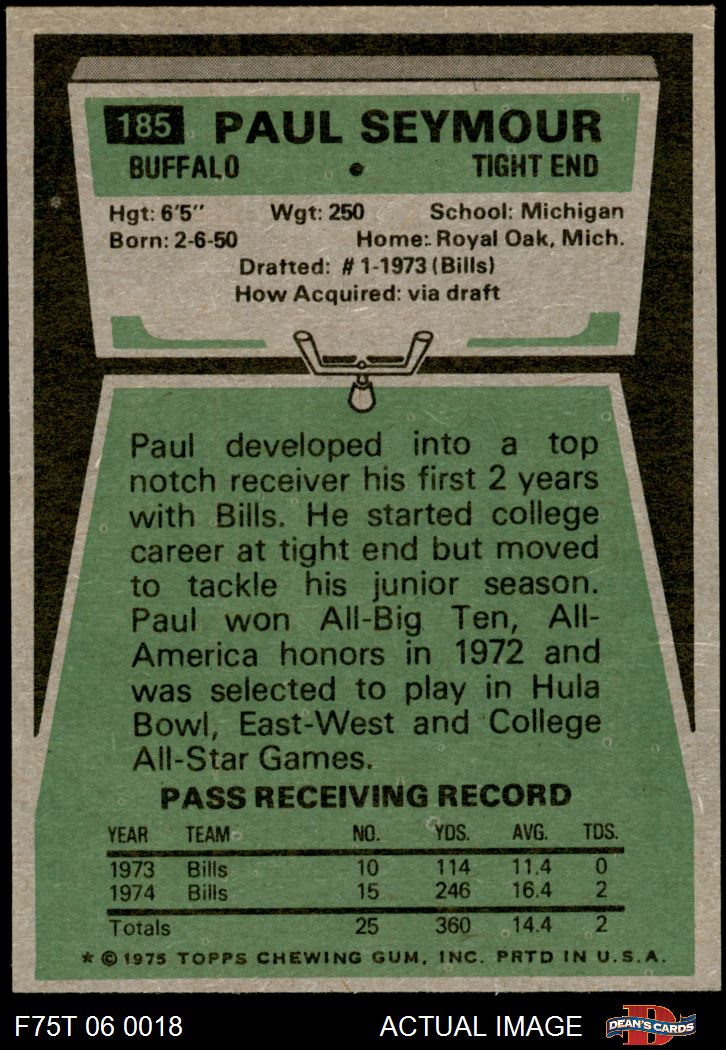 185 PAUL SEYMOUR
BUFFALO • TIGHT END
Hgt: 6'5" Wgt: 250 School: Michigan
Born: 2-6-50 Home: Royal Oak, Mich.
Drafted: #1-1973 (Bills)
How Acquired: via draft
Paul developed into a top
notch receiver his first 2 years
with Bills. He started college
career at tight end but moved
to tackle his junior season.
Paul won All-Big Ten, All-
America honors in 1972 and
was selected to play in Hula
Bowl, East-West and College
All-Star Games.
PASS RECEIVING RECORD
YEAR TEAM NO. YDS. AVG. TDS.
1973 Bills 10 114 11.4 0
1974 Bills 15 246 16.4 2
Totals 25 360 14.4 2
* © 1975 TOPPS CHEWING GUM, INC. PRTD IN U.S.A.
F75T 06 0018 ACTUAL IMAGE D DEAN'S CARDS